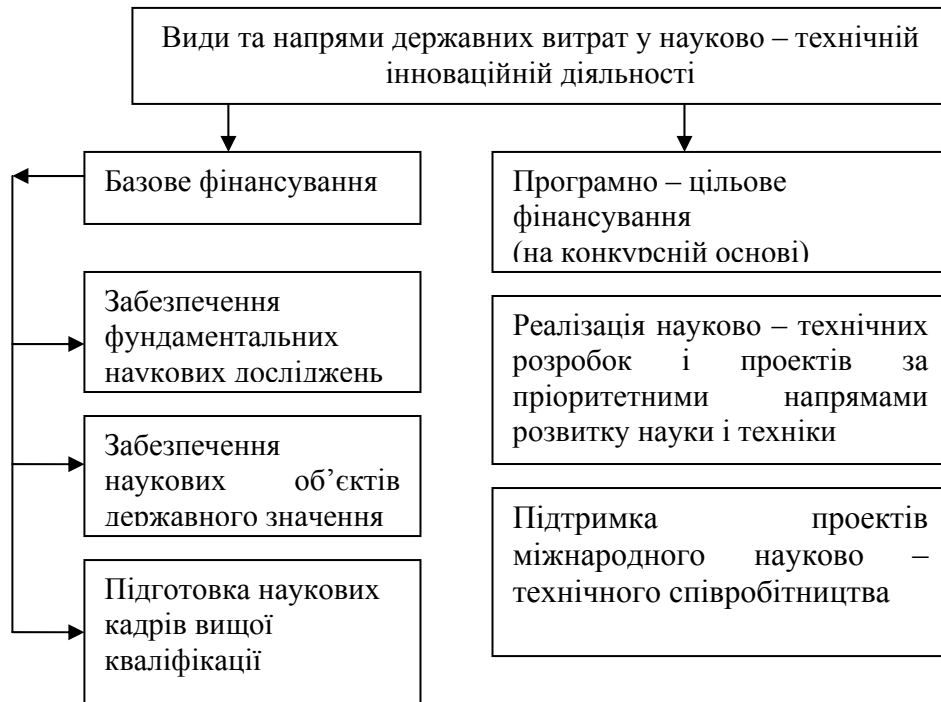 Види та напрями державних витрат у науково – технічній
інноваційній діяльності
Базове фінансування
Програмно – цільове
фінансування
(на конкурсній основі)
Забезпечення
фундаментальних
наукових досліджень
Реалізація науково – технічних
розробок і проектів за
пріоритетними напрямами
розвитку науки і техніки
Забезпечення
наукових об’єктів
державного значення
Підтримка проектів
міжнародного науково –
технічного співробітництва
Підготовка наукових
кадрів вищої
кваліфікації